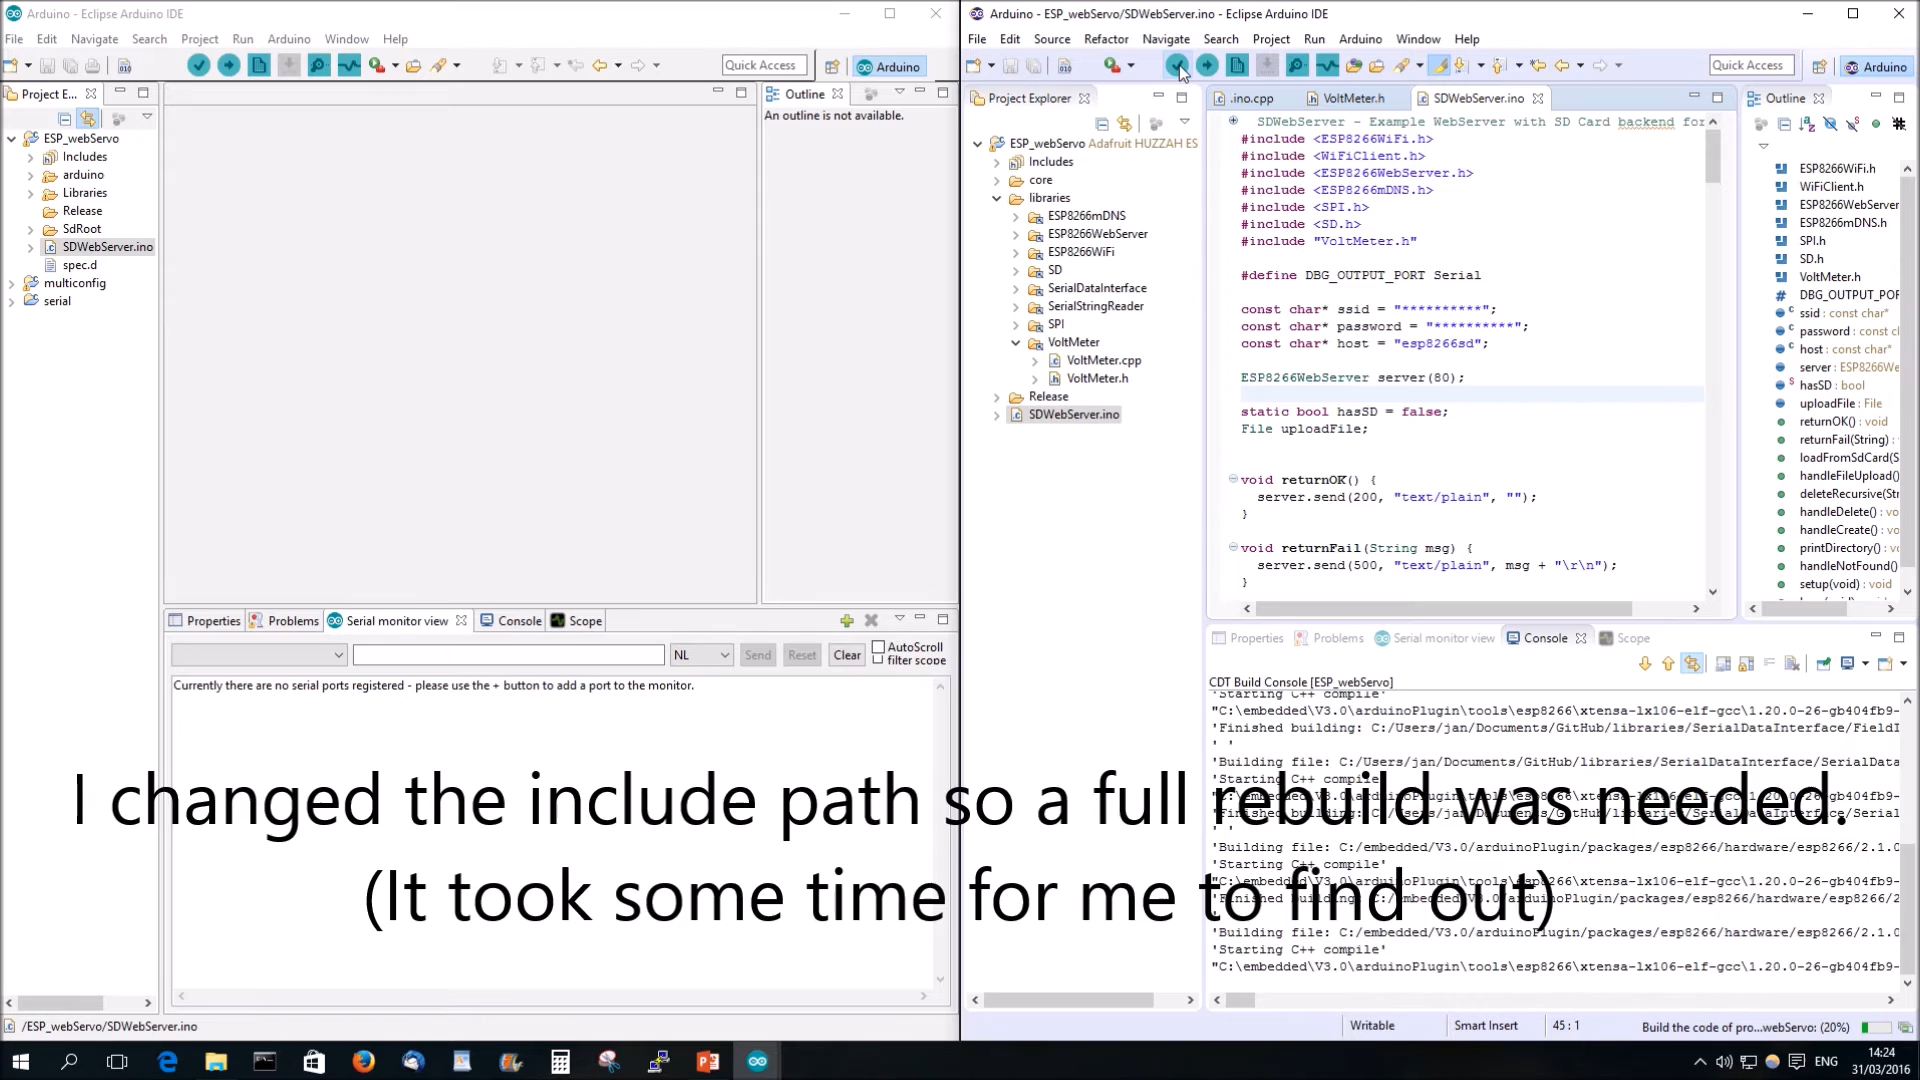 Arduino - Eclipse Arduino IDE
File Edit Navigate Search Project Run Arduino Window Help
Quick Access
Arduino
Project E...
ESP_webServo
Includes
arduino
Libraries
Release
SdRoot
SDWebServer.ino
spec.d
multiconfig
serial
Outline
An outline is not available.
Properties Problems Serial monitor view Console Scope
NL Send Reset Clear AutoScroll
filter scope
Currently there are no serial ports registered - please use the + button to add a port to the monitor.
/ESP_webServo/SDWebServer.ino
Arduino - ESP_webServo/SDWebServer.ino - Eclipse Arduino IDE
File Edit Source Refactor Navigate Search Project Run Arduino Window Help
Quick Access
Arduino
Project Explorer
ESP_webServo Adafruit HUZZAH ES
Includes
core
libraries
ESP8266mDNS
ESP8266WebServer
ESP8266WiFi
SD
SerialDataInterface
SerialStringReader
SPI
VoltMeter
VoltMeter.cpp
VoltMeter.h
Release
SDWebServer.ino
.ino.cpp VoltMeter.h SDWebServer.ino
SDWebServer - Example WebServer with SD Card backend for
#include <ESP8266WiFi.h>
#include <WiFiClient.h>
#include <ESP8266WebServer.h>
#include <ESP8266mDNS.h>
#include <SPI.h>
#include <SD.h>
#include "VoltMeter.h"
#define DBG_OUTPUT_PORT Serial
const char* ssid = "**********";
const char* password = "**********";
const char* host = "esp8266sd";
ESP8266WebServer server(80);
static bool hasSD = false;
File uploadFile;
void returnOK() {
server.send(200, "text/plain", "");
}
void returnFail(String msg) {
server.send(500, "text/plain", msg + "\r\n");
}
Outline
ESP8266WiFi.h
WiFiClient.h
ESP8266WebServer
ESP8266mDNS.h
SPI.h
SD.h
VoltMeter.h
DBG_OUTPUT_POR
ssid : const char*
password : const cl
host : const char*
server : ESP8266We
hasSD : bool
uploadFile : File
returnOK() : void
returnFail(String) :
loadFromSdCard(S
handleFileUpload()
deleteRecursive(Str
handleDelete() : vo
handleCreate() : vo
printDirectory() : vo
handleNotFound()
setup(void) : void
Properties Problems Serial monitor view Console Scope
CDT Build Console [ESP_webServo]
'Starting C++ compile'
"C:\embedded\V3.0\arduinoPlugin\tools\esp8266\xtensa-lx106-elf-gcc\1.20.0-26-gb404fb9-
'Finished building: C:/Users/jan/Documents/GitHub/libraries/SerialDataInterface/FieldI
' '
'Building file: C:/Users/jan/Documents/GitHub/libraries/SerialDataInterface/SerialData
'Starting C++ compile'
'Building file: C:/embedded/V3.0/arduinoPlugin/packages/esp8266/hardware/esp8266/2.1.0
'Starting C++ compile'
'Building file: C:/embedded/V3.0/arduinoPlugin/packages/esp8266/hardware/esp8266/2.1.0
'Starting C++ compile'
"C:\embedded\V3.0\arduinoPlugin\tools\esp8266\xtensa-lx106-elf-gcc\1.20.0-26-gb404fb9-
I changed the include path so a full rebuild was needed.
(It took some time for me to find out)
Writable Smart Insert 45 : 1 Build the code of pro...webServo: (20%)
ENG
14:24
31/03/2016